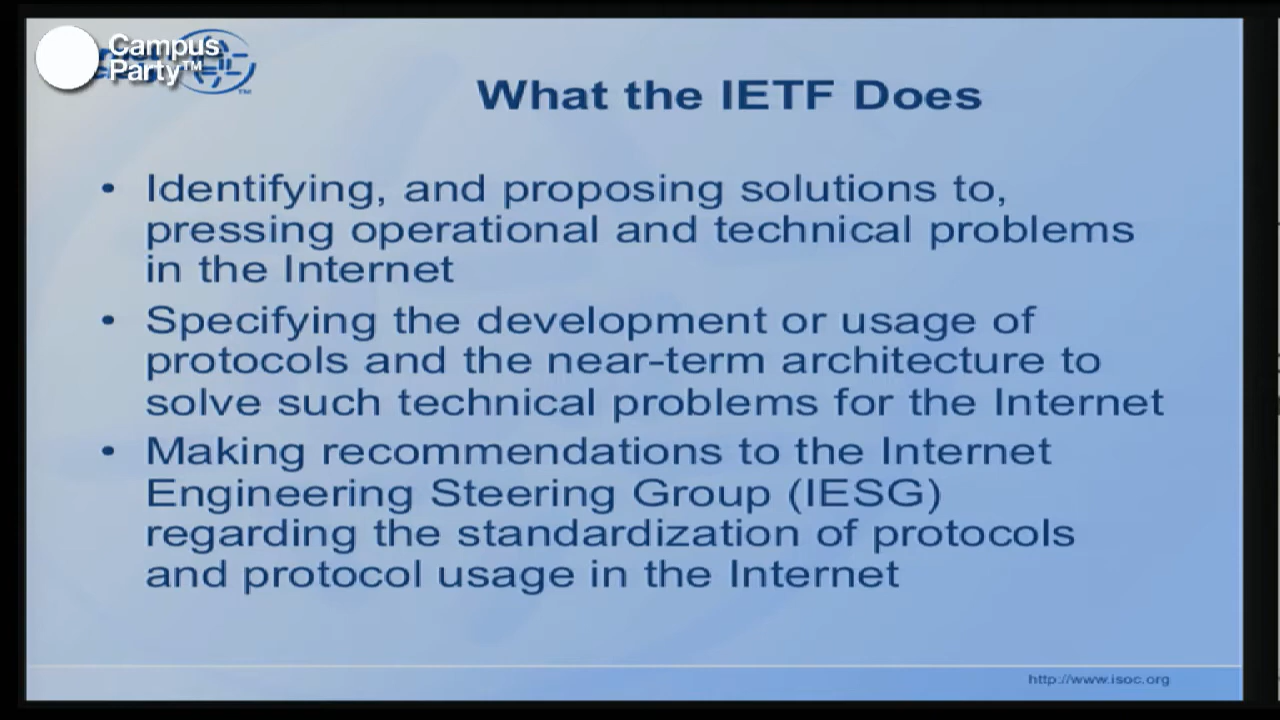 Campus
Party™
What the IETF Does
• Identifying, and proposing solutions to,
pressing operational and technical problems
in the Internet
• Specifying the development or usage of
protocols and the near-term architecture to
solve such technical problems for the Internet
• Making recommendations to the Internet
Engineering Steering Group (IESG)
regarding the standardization of protocols
and protocol usage in the Internet
http://www.isoc.org